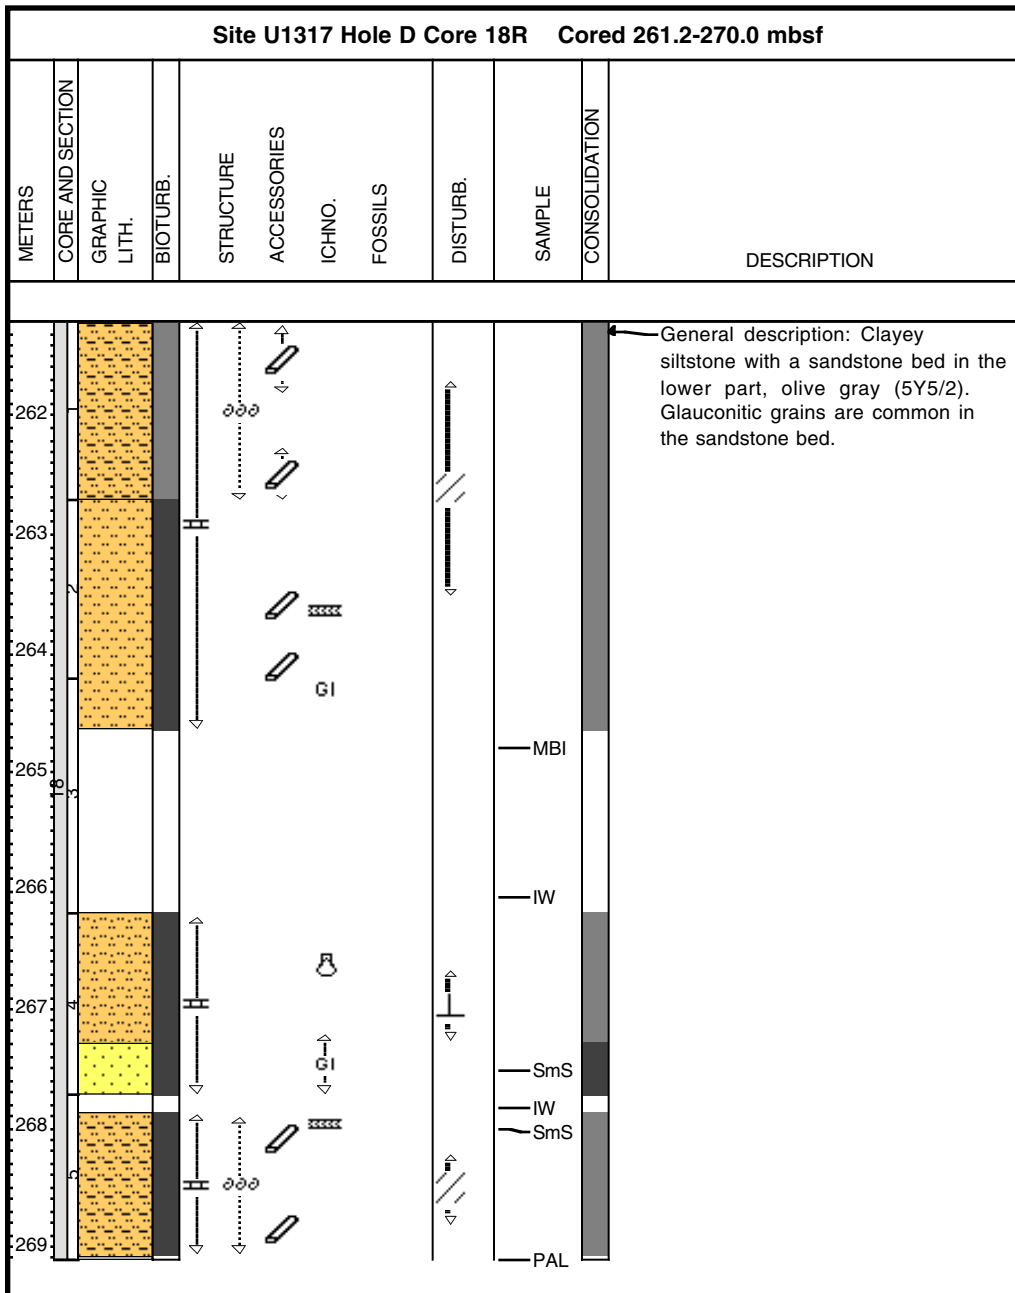 Site U1317 Hole D Core 18R Cored 261.2-270.0 mbsf
METERS
CORE AND SECTION
GRAPHIC
LITH.
BIOTURB.
STRUCTURE
ACCESSORIES
ICHNO.
FOSSILS
DISTURB.
SAMPLE
CONSOLIDATION
DESCRIPTION
General description: Clayey
siltstone with a sandstone bed in the
lower part, olive gray (5Y5/2).
Glauconitic grains are common in
the sandstone bed.
1
262
263
2
264
Gl
MBI
265
18
3
266
IW
267
4
Gl
SmS
IW
268
SmS
5
269
PAL